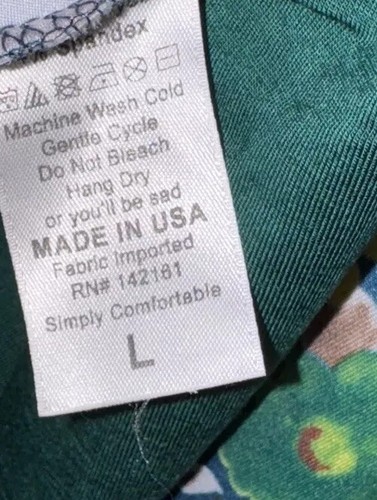 % Spandex
Machine Wash Cold
Gentle Cycle
Do Not Bleach
Hang Dry
or you'll be sad
MADE IN USA
Fabric Imported
RN# 142181
Simply Comfortable
L